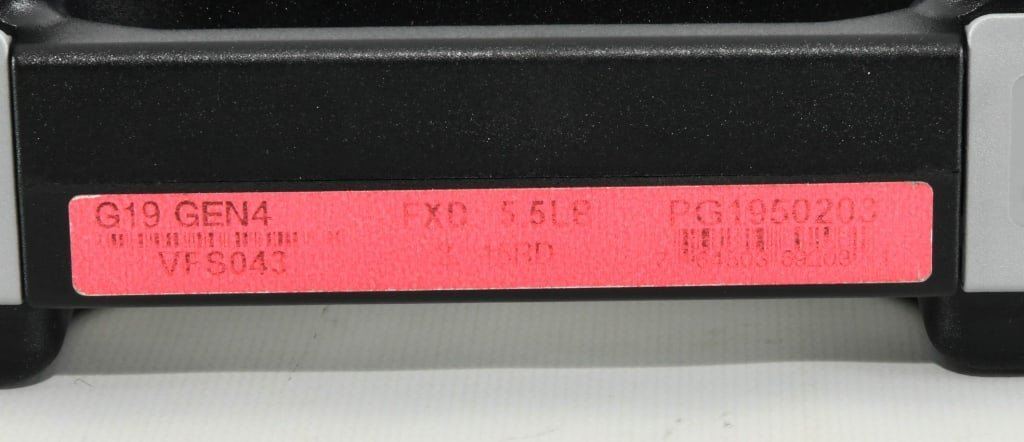 G19 GEN4 FXD 5.5LB PG1950203
VFS043